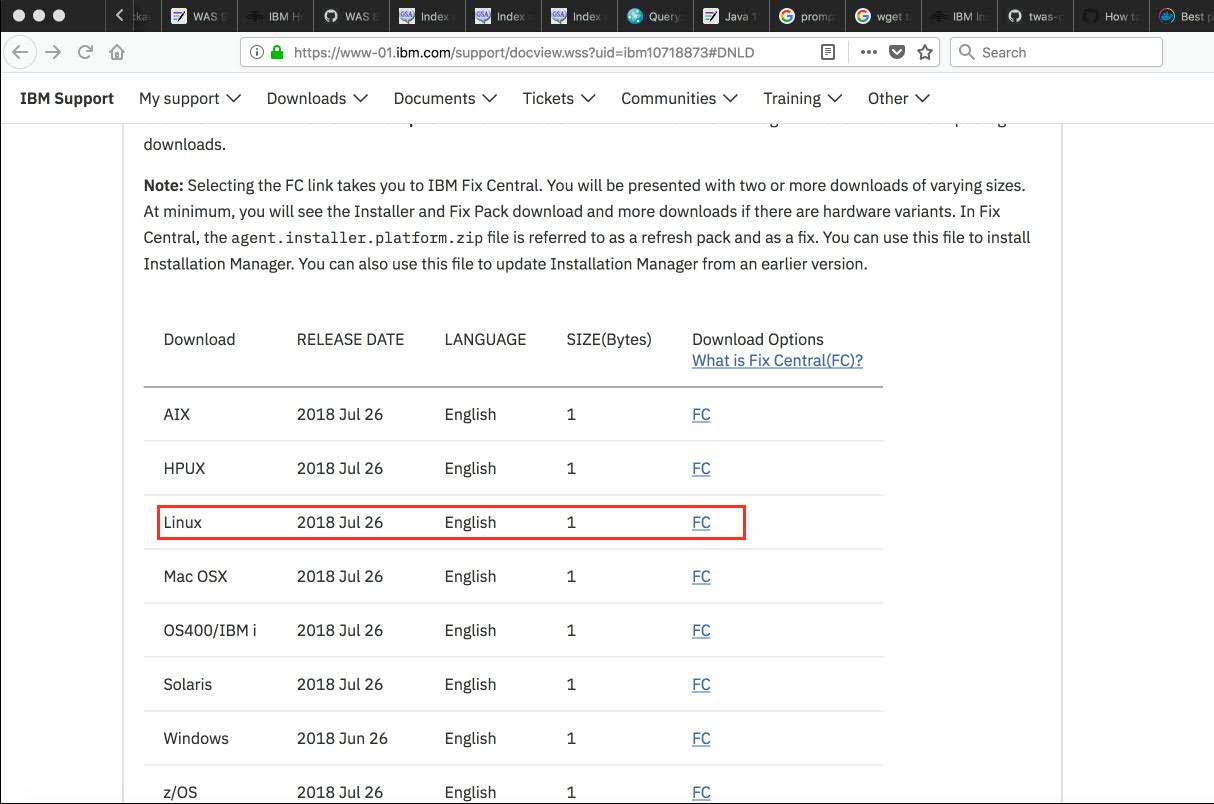 WAS 9
IBM H
WAS 8
Index
Index
Index
Query
Java 1
promp
wget t
IBM In
twas-
How t
Best p
https://www-01.ibm.com/support/docview.wss?uid=ibm10718873#DNLD
Search
IBM Support My support Downloads Documents Tickets Communities Training Other
downloads.
Note: Selecting the FC link takes you to IBM Fix Central. You will be presented with two or more downloads of varying sizes.
At minimum, you will see the Installer and Fix Pack download and more downloads if there are hardware variants. In Fix
Central, the agent.installer.platform.zip file is referred to as a refresh pack and as a fix. You can use this file to install
Installation Manager. You can also use this file to update Installation Manager from an earlier version.
Download RELEASE DATE LANGUAGE SIZE(Bytes) Download Options
What is Fix Central(FC)?
AIX 2018 Jul 26 English 1 FC
HPUX 2018 Jul 26 English 1 FC
Linux 2018 Jul 26 English 1 FC
Mac OSX 2018 Jul 26 English 1 FC
OS400/IBM i 2018 Jul 26 English 1 FC
Solaris 2018 Jul 26 English 1 FC
Windows 2018 Jun 26 English 1 FC
z/OS 2018 Jul 26 English 1 FC